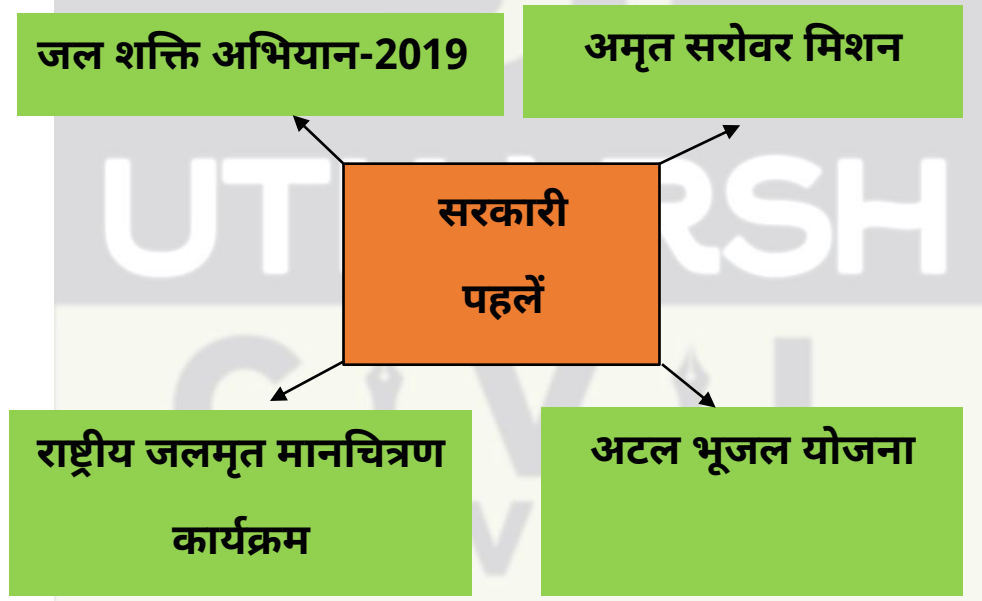 जल शक्ति अभियान-2019
अमृत सरोवर मिशन
सरकारी
पहलें
राष्ट्रीय जलमृत मानचित्रण
कार्यक्रम
अटल भूजल योजना